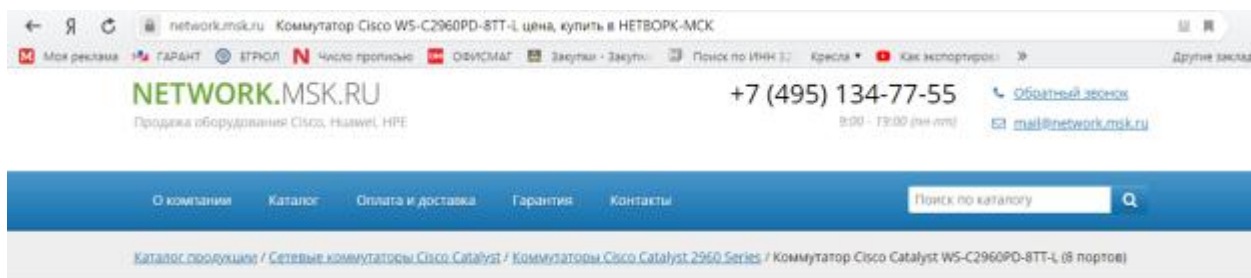 network.msk.ru Коммутатор Cisco WS-C2960PD-8TT-L цена, купить в НЕТВОРК-МСК
Моя реклама ГАРАНТ ЕГРЮЛ Число прописью ОФИСМАГ Закупки - Закупк Поиск по ИНН Кресла Как экспортиров » Другие заклад
NETWORK.MSK.RU
+7 (495) 134-77-55
Обратный звонок
Продажа оборудования Cisco, Huawei, HPE
9:00 - 19:00 (пн-пт)
mail@network.msk.ru
О компании Каталог Оплата и доставка Гарантия Контакты Поиск по каталогу
Каталог продукции / Сетевые коммутаторы Cisco Catalyst / Коммутаторы Cisco Catalyst 2960 Series / Коммутатор Cisco Catalyst WS-C2960PD-8TT-L (8 портов)